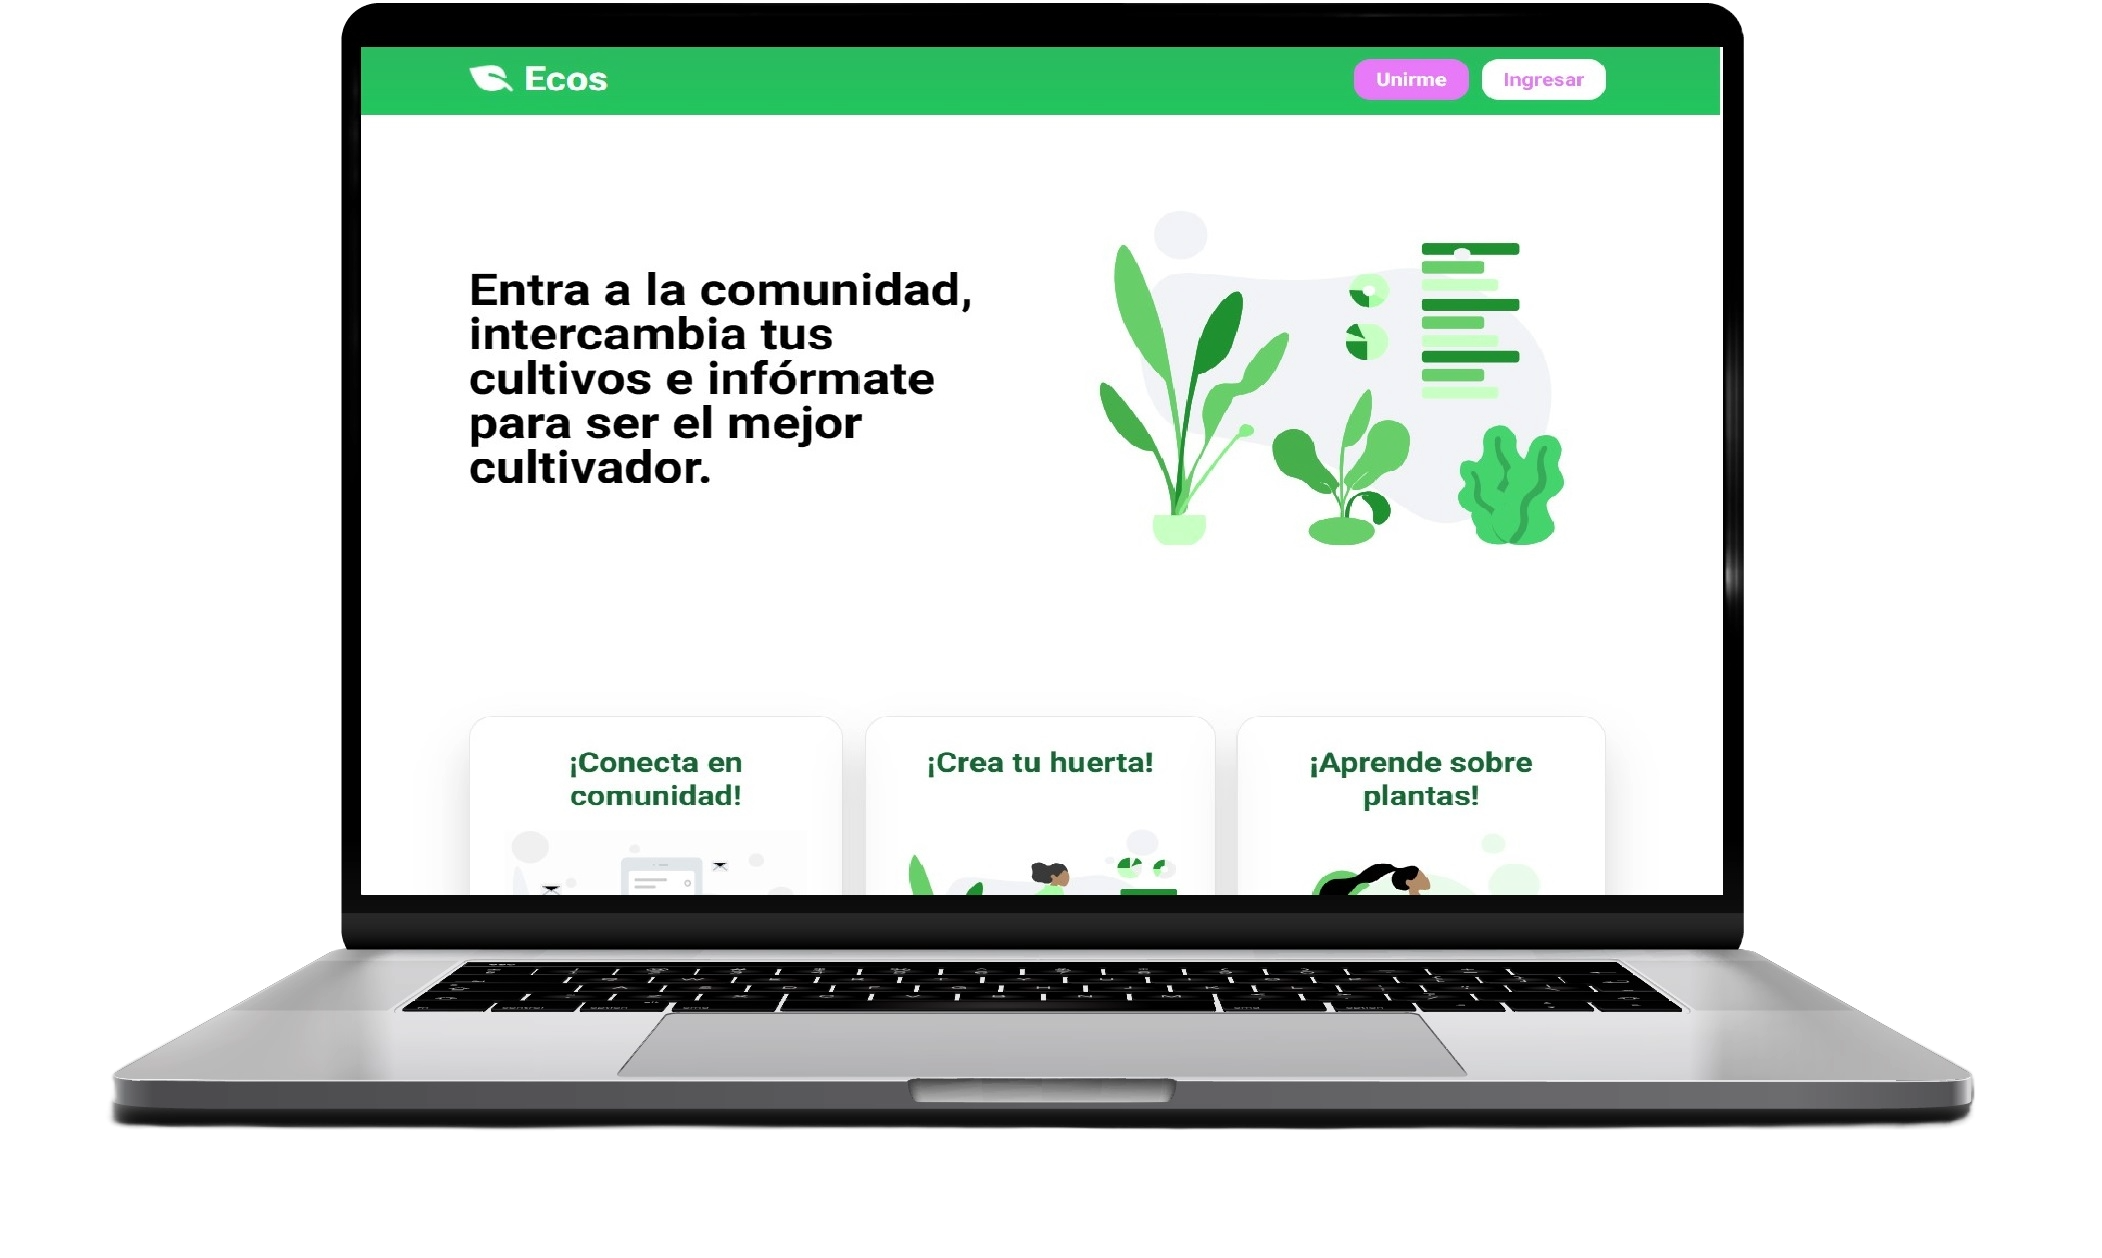 Ecos
Unirme
Ingresar
Entra a la comunidad,
intercambia tus
cultivos e infórmate
para ser el mejor
cultivador.
¡Conecta en
comunidad!
¡Crea tu huerta!
¡Aprende sobre
plantas!